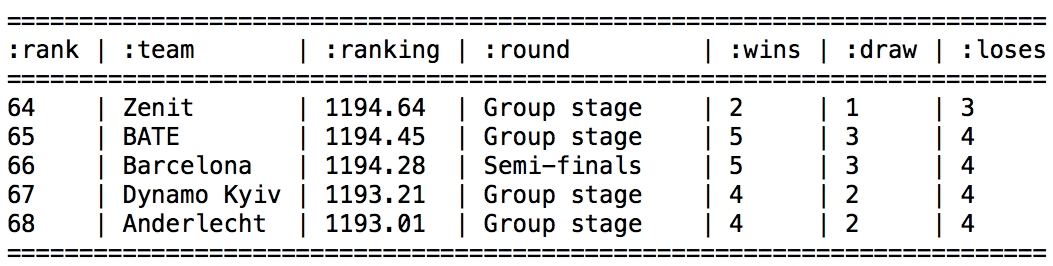 ========================================================================
:rank | :team       | :ranking | :round         | :wins | :draw | :loses
========================================================================
64    | Zenit       | 1194.64  | Group stage    | 2     | 1     | 3
65    | BATE        | 1194.45  | Group stage    | 5     | 3     | 4
66    | Barcelona   | 1194.28  | Semi-finals    | 5     | 3     | 4
67    | Dynamo Kyiv | 1193.21  | Group stage    | 4     | 2     | 4
68    | Anderlecht  | 1193.01  | Group stage    | 4     | 2     | 4
========================================================================